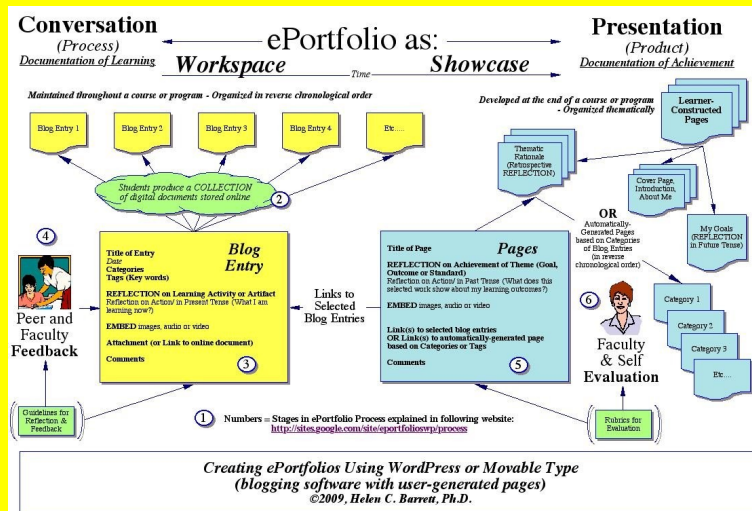 Conversation
(Process)
Documentation of Learning
ePortfolio as:
Workspace
Time
Showcase
Presentation
(Product)
Documentation of Achievement
Maintained throughout a course or program - Organized in reverse chronological order
Developed at the end of a course or program
- Organized thematically
Learner-
Constructed
Pages
Blog Entry 1
Blog Entry 2
Blog Entry 3
Blog Entry 4
Etc....
Thematic
Rationale
(Retrospective
REFLECTION)
Cover Page,
Introduction,
About Me
My Goals
(REFLECTION
in Future Tense)
Students produce a COLLECTION
of digital documents stored online
2
OR
Automatically-
Generated Pages
based on Categories
of Blog Entries
(in reverse
chronological order)
4
Peer and
Faculty
Feedback
Guidelines for
Reflection &
Feedback
Blog
Entry
Title of Entry
Date
Categories
Tags (Key words)
REFLECTION on Learning Activity or Artifact
Reflection on Action/ in Present Tense (What I am
learning now?)
EMBED images, audio or video
Attachment (or Link to online document)
Comments
3
Links to
Selected
Blog Entries
Title of Page
Pages
REFLECTION on Achievement of Theme (Goal,
Outcome or Standard)
Reflection on Action/ in Past Tense (What does this
selected work show about my learning outcomes?)
EMBED images, audio or video
Link(s) to selected blog entries
OR Link(s) to automatically-generated page
based on Categories or Tags
Comments
5
6
Faculty
& Self
Evaluation
Category 1
Category 2
Category 3
Etc....
Rubrics for
Evaluation
1
Numbers = Stages in ePortfolio Process explained in following website:
http://sites.google.com/site/eportfolioswp/process
Creating ePortfolios Using WordPress or Movable Type
(blogging software with user-generated pages)
©2009, Helen C. Barrett, Ph.D.